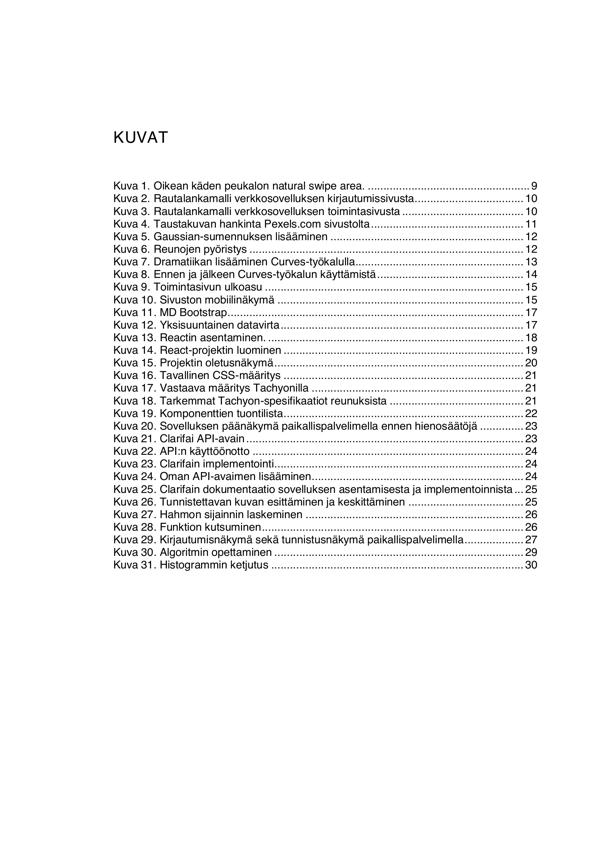 KUVAT
Kuva 1. Oikean käden peukalon natural swipe area. .................................................... 9
Kuva 2. Rautalankamalli verkkosovelluksen kirjautumissivusta................................... 10
Kuva 3. Rautalankamalli verkkosovelluksen toimintasivusta ....................................... 10
Kuva 4. Taustakuvan hankinta Pexels.com sivustolta................................................. 11
Kuva 5. Gaussian-sumennuksen lisääminen .............................................................. 12
Kuva 6. Reunojen pyöristys ........................................................................................ 12
Kuva 7. Dramatiikan lisääminen Curves-työkalulla...................................................... 13
Kuva 8. Ennen ja jälkeen Curves-työkalun käyttämistä............................................... 14
Kuva 9. Toimintasivun ulkoasu ................................................................................... 15
Kuva 10. Sivuston mobiilinäkymä ............................................................................... 15
Kuva 11. MD Bootstrap............................................................................................... 17
Kuva 12. Yksisuuntainen datavirta.............................................................................. 17
Kuva 13. Reactin asentaminen. .................................................................................. 18
Kuva 14. React-projektin luominen ............................................................................. 19
Kuva 15. Projektin oletusnäkymä................................................................................ 20
Kuva 16. Tavallinen CSS-määritys ............................................................................. 21
Kuva 17. Vastaava määritys Tachyonilla .................................................................... 21
Kuva 18. Tarkemmat Tachyon-spesifikaatiot reunuksista ........................................... 21
Kuva 19. Komponenttien tuontilista............................................................................. 22
Kuva 20. Sovelluksen päänäkymä paikallispalvelimella ennen hienosäätöjä .............. 23
Kuva 21. Clarifai API-avain......................................................................................... 23
Kuva 22. API:n käyttöönotto ....................................................................................... 24
Kuva 23. Clarifain implementointi................................................................................ 24
Kuva 24. Oman API-avaimen lisääminen.................................................................... 24
Kuva 25. Clarifain dokumentaatio sovelluksen asentamisesta ja implementoinnista ... 25
Kuva 26. Tunnistettavan kuvan esittäminen ja keskittäminen ..................................... 25
Kuva 27. Hahmon sijainnin laskeminen ...................................................................... 26
Kuva 28. Funktion kutsuminen.................................................................................... 26
Kuva 29. Kirjautumisnäkymä sekä tunnistusnäkymä paikallispalvelimella................... 27
Kuva 30. Algoritmin opettaminen ................................................................................ 29
Kuva 31. Histogrammin ketjutus ................................................................................. 30